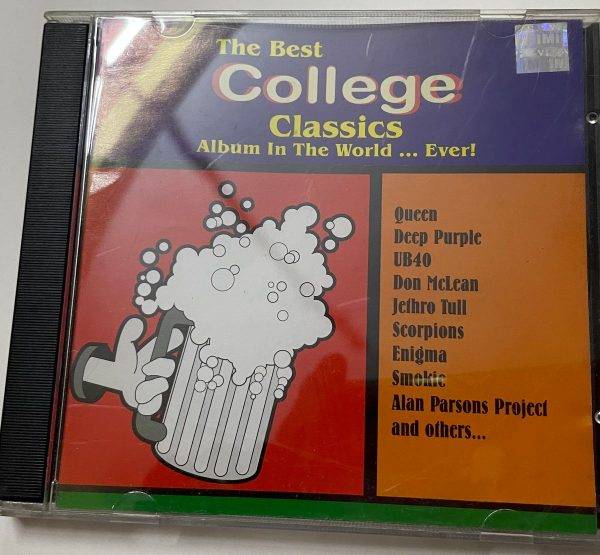 The Best
College
Classics
Album In The World ... Ever!
Queen
Deep Purple
UB40
Don McLean
Jethro Tull
Scorpions
Enigma
Smokie
Alan Parsons Project
and others...